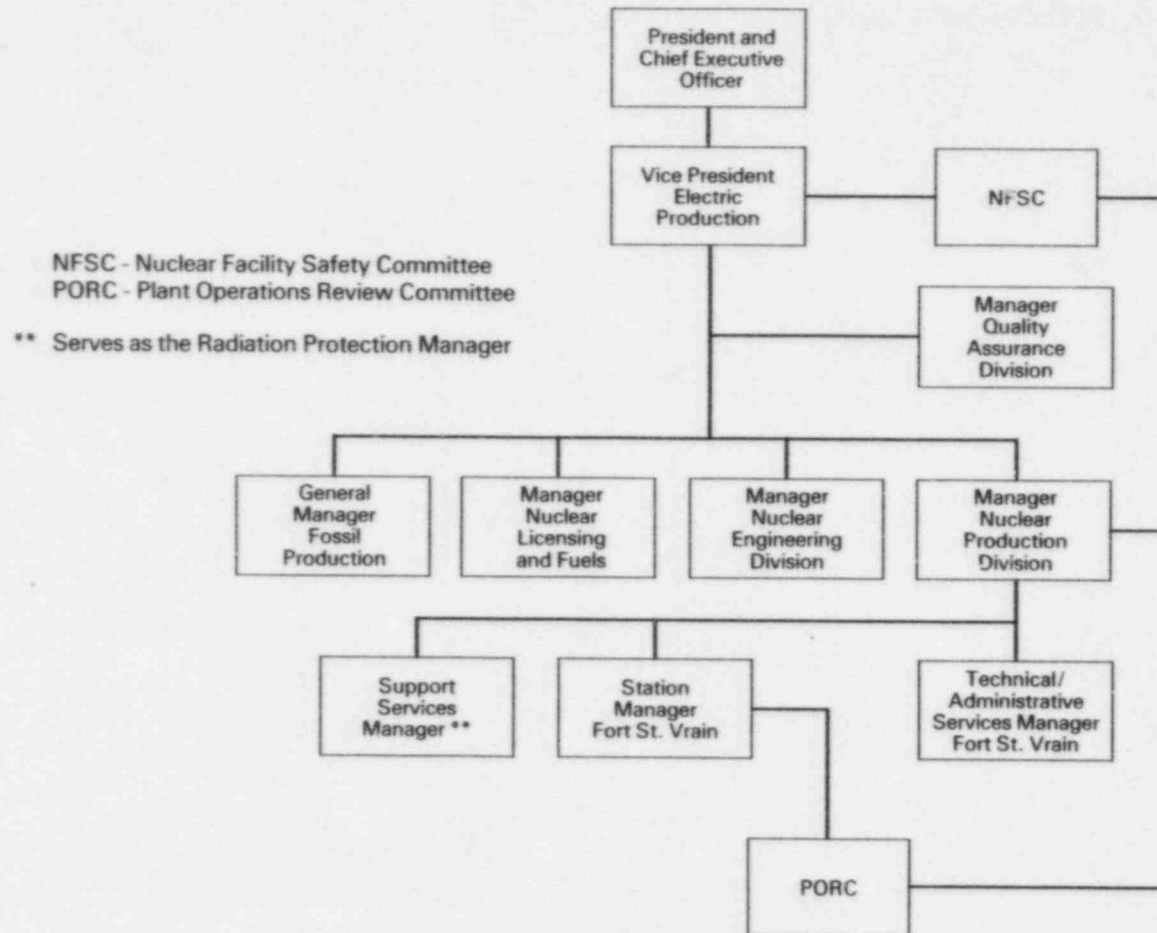 President and
Chief Executive
Officer
Vice President
Electric
Production
NFSC
NFSC - Nuclear Facility Safety Committee
PORC - Plant Operations Review Committee
** Serves as the Radiation Protection Manager
Manager
Quality
Assurance
Division
General
Manager
Fossil
Production
Manager
Nuclear
Licensing
and Fuels
Manager
Nuclear
Engineering
Division
Manager
Nuclear
Production
Division
Support
Services
Manager **
Station
Manager
Fort St. Vrain
Technical/
Administrative
Services Manager
Fort St. Vrain
PORC